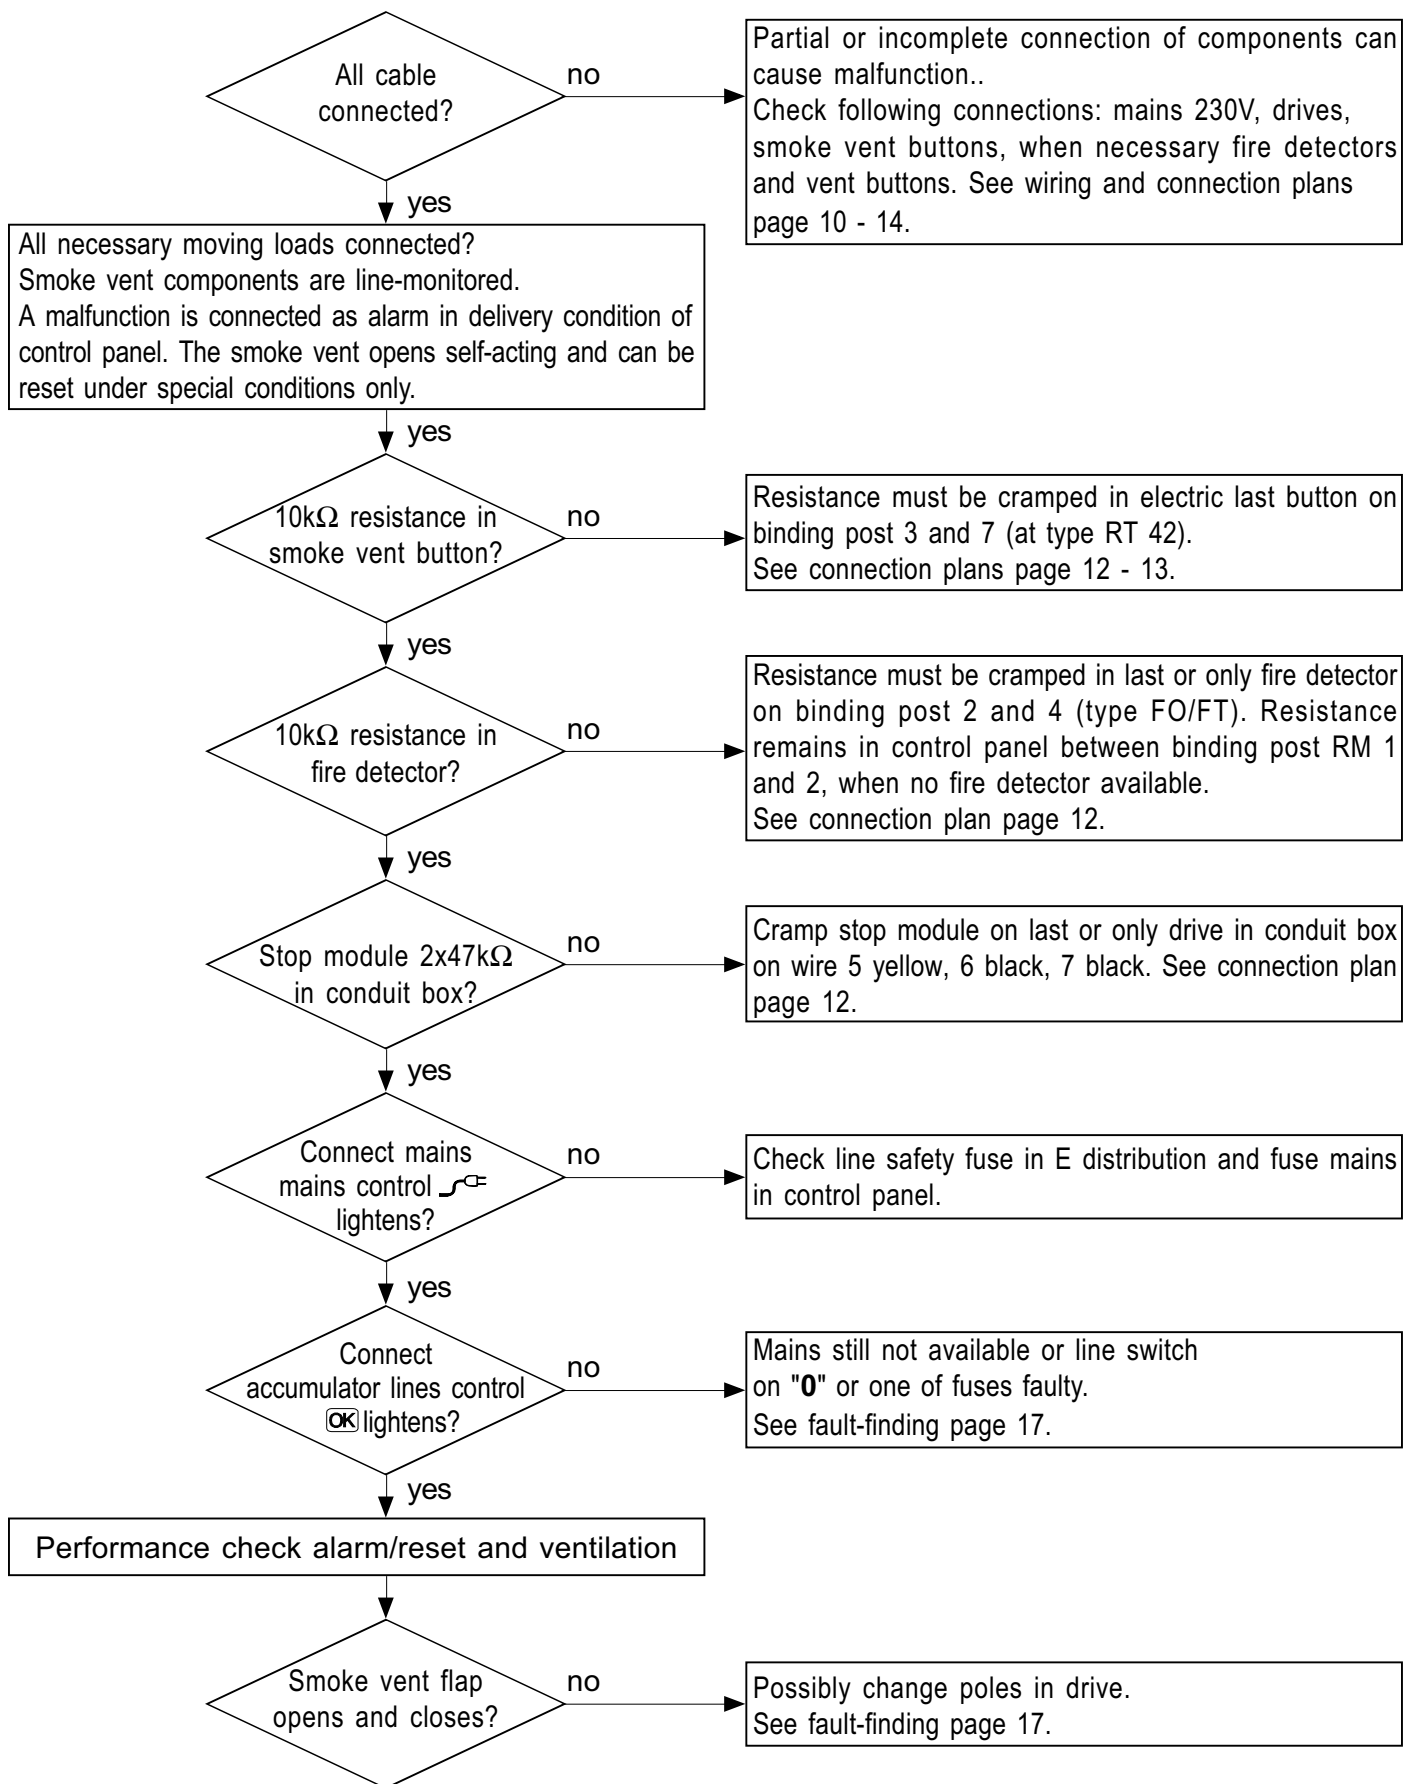 All cable
connected?
no
Partial or incomplete connection of components can
cause malfunction..
Check following connections: mains 230V, drives,
smoke vent buttons, when necessary fire detectors
and vent buttons. See wiring and connection plans
page 10 - 14.
yes
All necessary moving loads connected?
Smoke vent components are line-monitored.
A malfunction is connected as alarm in delivery condition of
control panel. The smoke vent opens self-acting and can be
reset under special conditions only.
yes
10kΩ resistance in
smoke vent button?
no
Resistance must be cramped in electric last button on
binding post 3 and 7 (at type RT 42).
See connection plans page 12 - 13.
yes
10kΩ resistance in
fire detector?
no
Resistance must be cramped in last or only fire detector
on binding post 2 and 4 (type FO/FT). Resistance
remains in control panel between binding post RM 1
and 2, when no fire detector available.
See connection plan page 12.
yes
Stop module 2x47kΩ
in conduit box?
no
Cramp stop module on last or only drive in conduit box
on wire 5 yellow, 6 black, 7 black. See connection plan
page 12.
yes
Connect mains
mains control
lightens?
no
Check line safety fuse in E distribution and fuse mains
in control panel.
yes
Connect
accumulator lines control
OK lightens?
no
Mains still not available or line switch
on "0" or one of fuses faulty.
See fault-finding page 17.
yes
Performance check alarm/reset and ventilation
Smoke vent flap
opens and closes?
no
Possibly change poles in drive.
See fault-finding page 17.